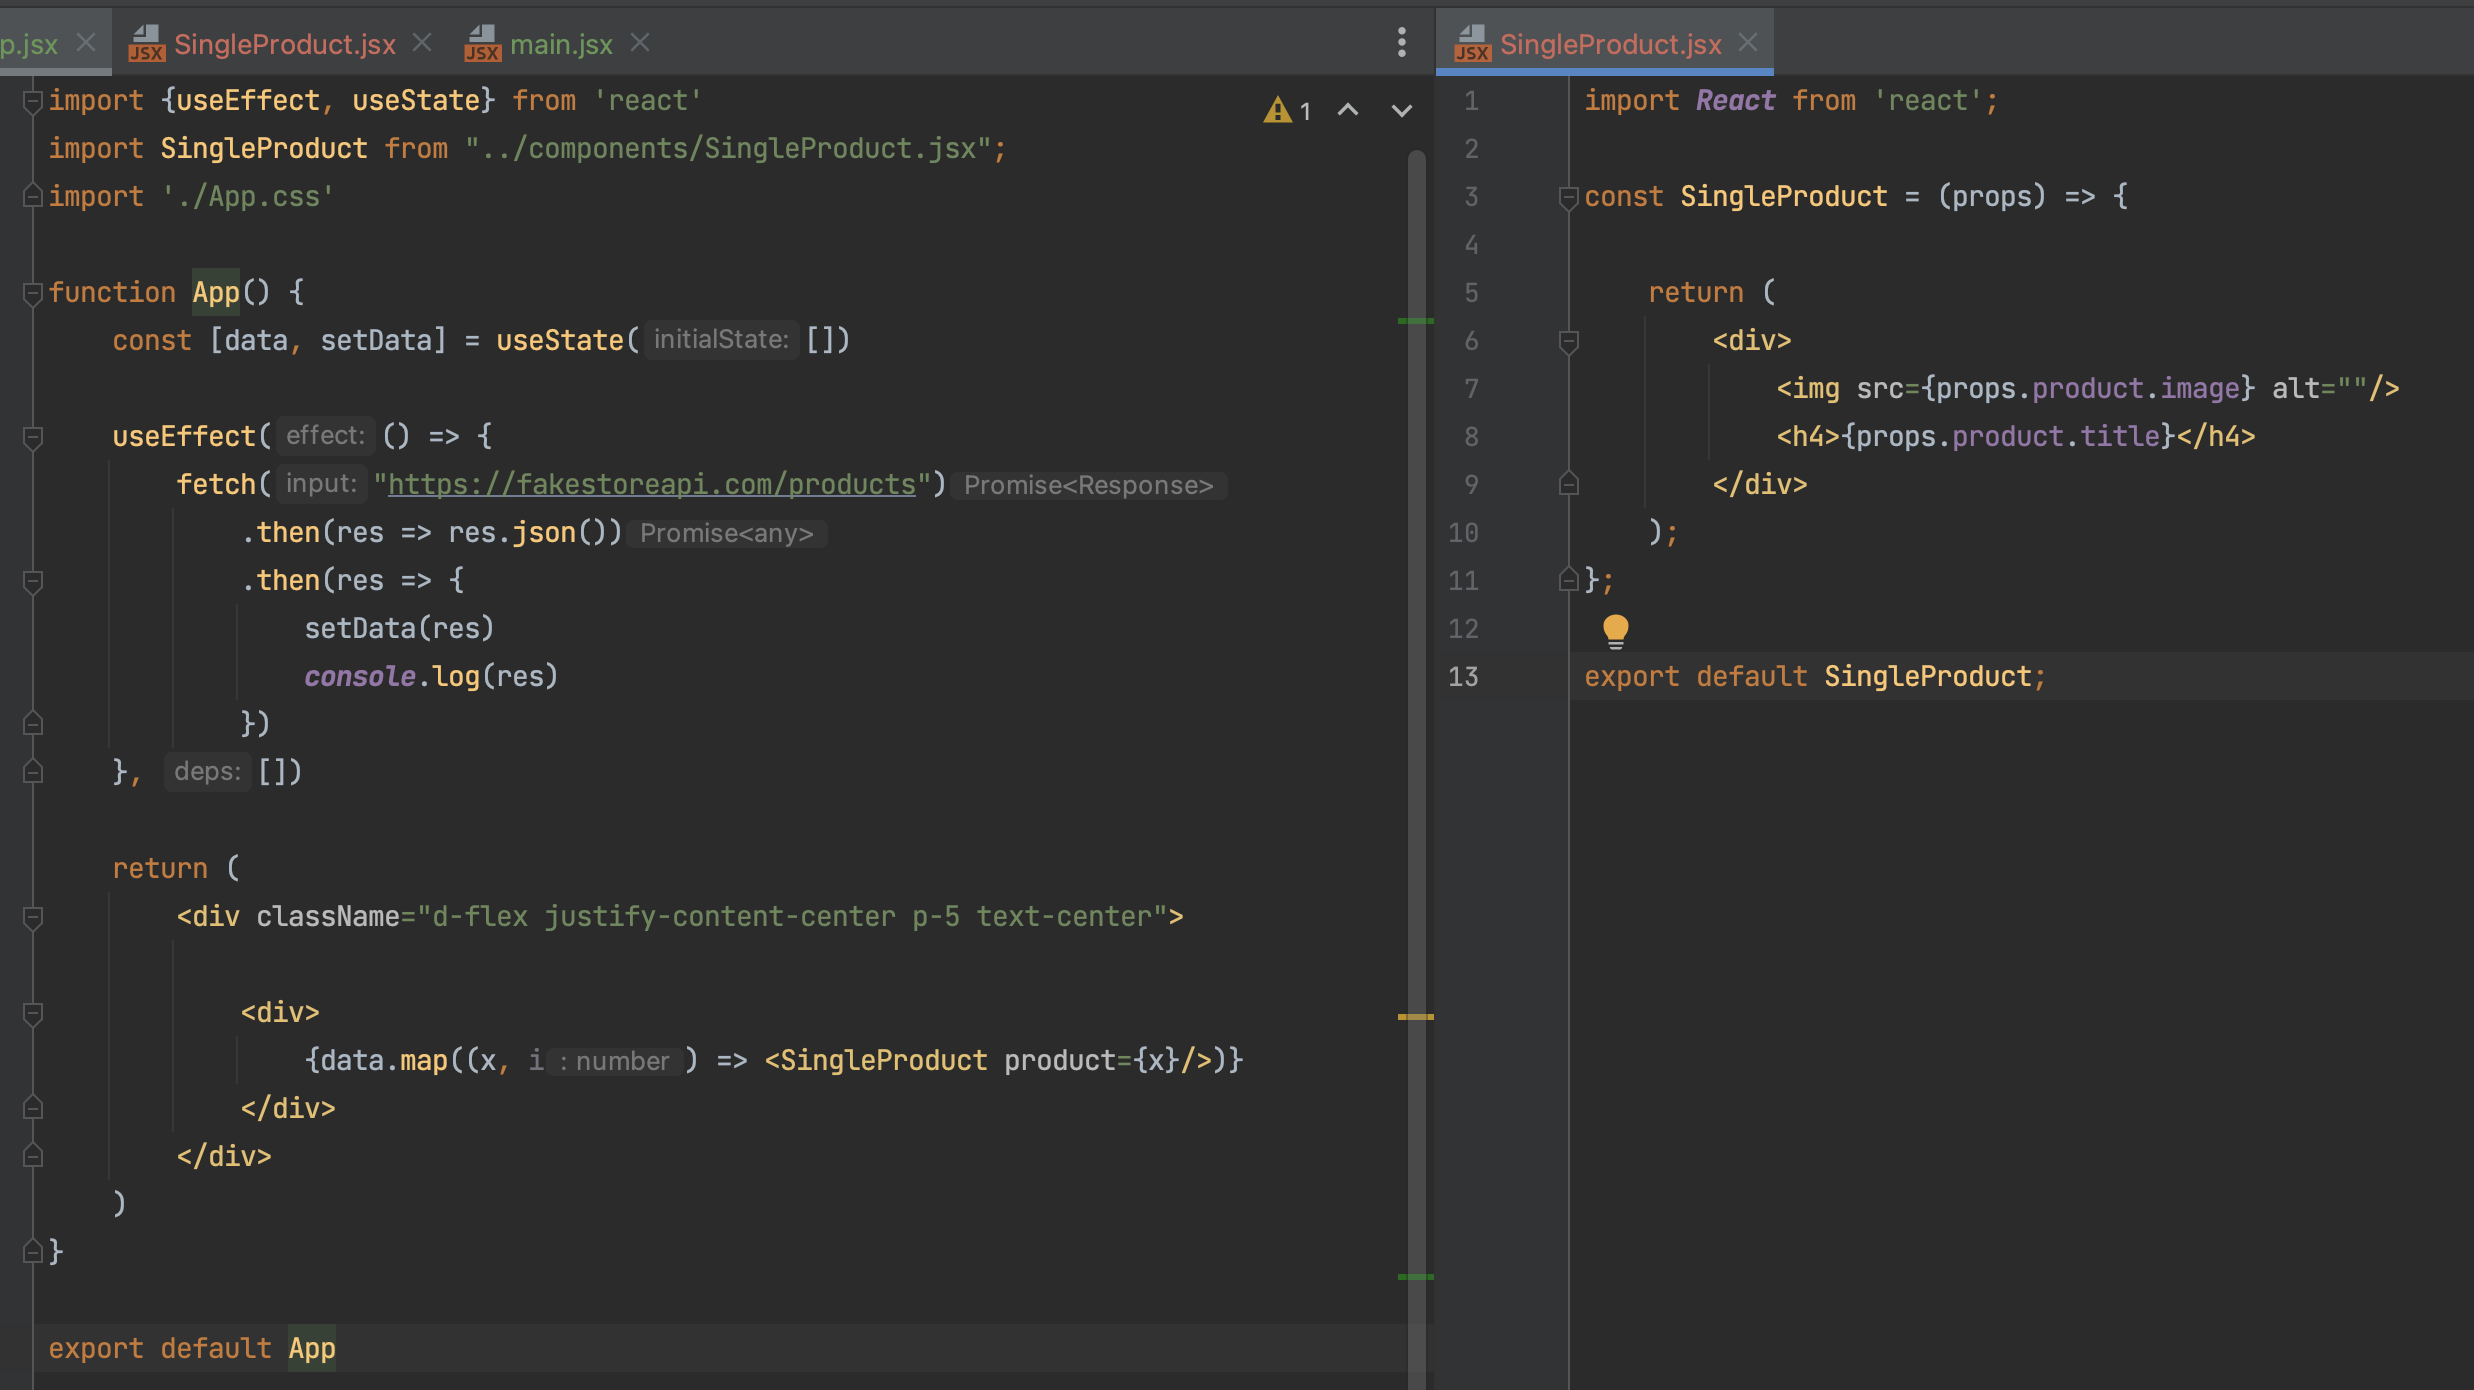 p.jsx
JSX SingleProduct.jsx
JSX main.jsx
1
import {useEffect, useState} from 'react'
import SingleProduct from "../components/SingleProduct.jsx";
import './App.css'
function App() {
const [data, setData] = useState( initialState: [])
useEffect( effect: () => {
fetch( input: "https://fakestoreapi.com/products") Promise<Response>
.then(res => res.json()) Promise<any>
.then(res => {
setData(res)
console.log(res)
})
}, deps: [])
return (
<div className="d-flex justify-content-center p-5 text-center">
<div>
{data.map((x, i : number ) => <SingleProduct product={x}/>)}
</div>
</div>
)
}
export default App
JSX SingleProduct.jsx
1 import React from 'react';
2
3 const SingleProduct = (props) => {
4
5 return (
6 <div>
7 <img src={props.product.image} alt=""/>
8 <h4>{props.product.title}</h4>
9 </div>
10 );
11 };
12
13 export default SingleProduct;